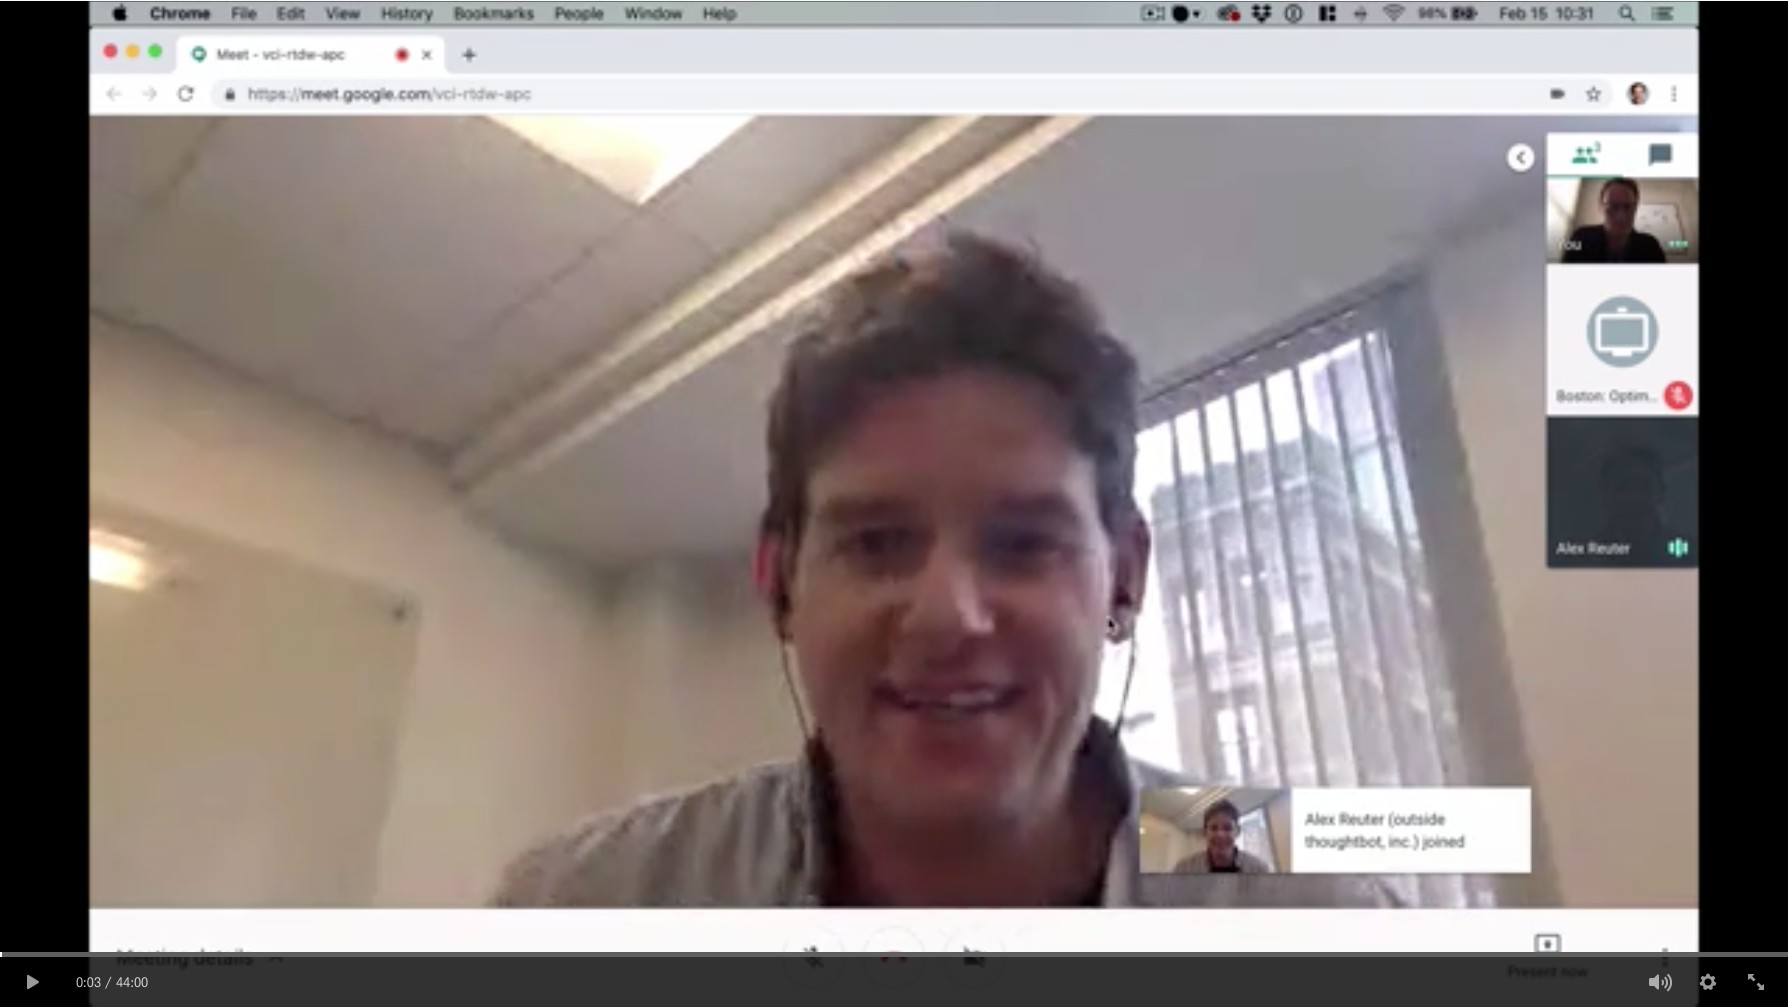 Chrome File Edit View History Bookmarks People Window Help 98% Feb 15 10:31
Meet - vci-rtdw-apc
https://meet.google.com/vci-rtdw-apc
3
You
Boston: Optim...
Alex Reuter
Alex Reuter (outside
thoughtbot, inc.) joined
Meeting details
Present now
0:03 / 44:00